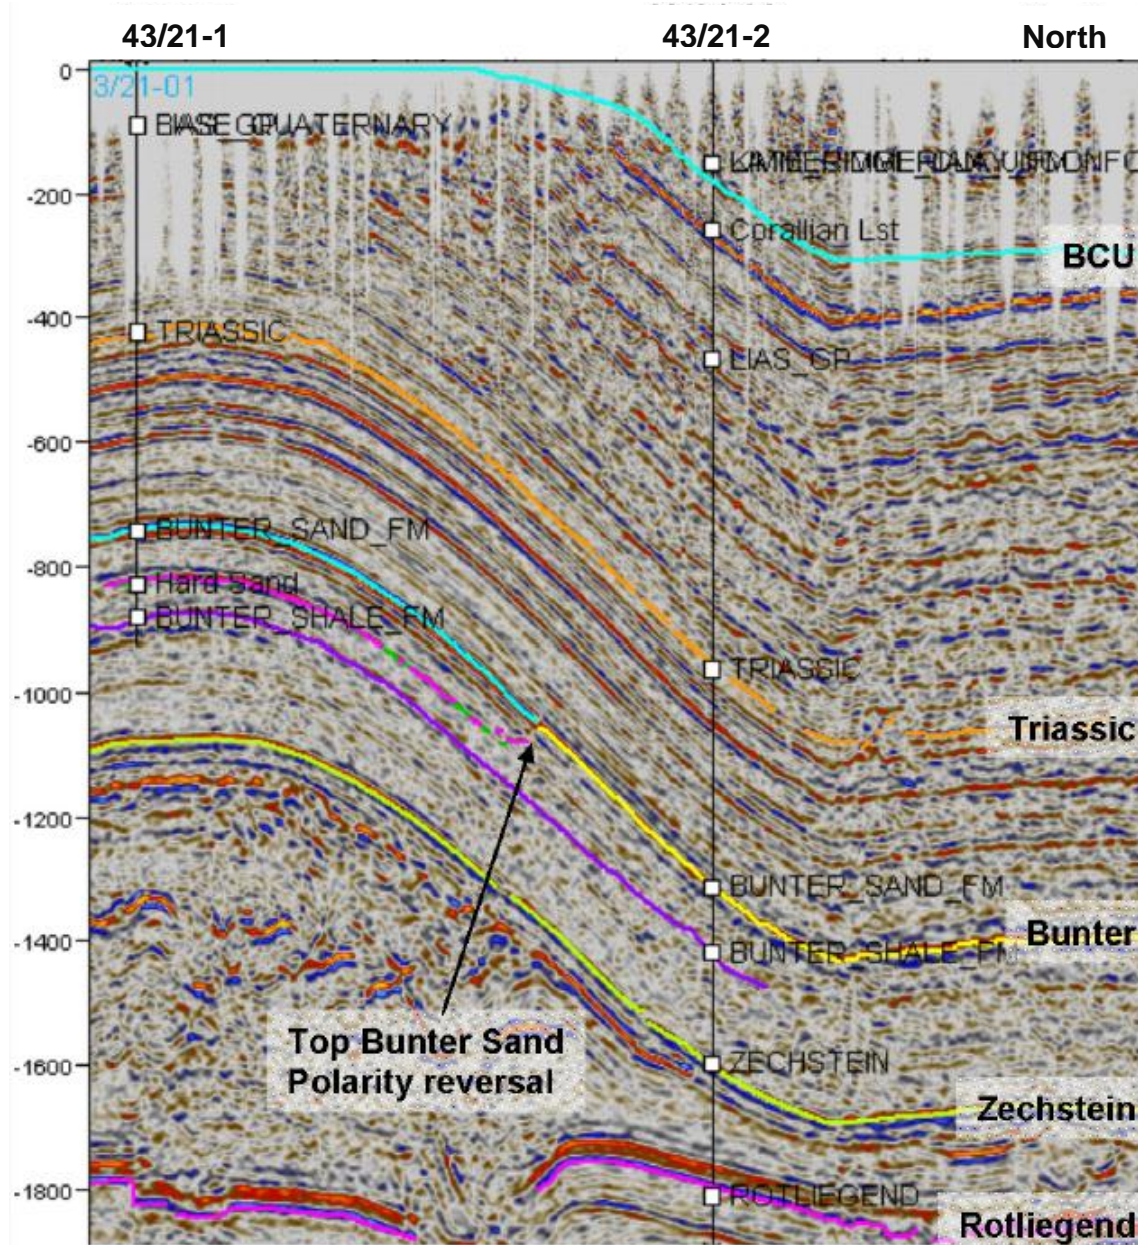 43/21-1
43/21-2
North
0
3/21-01
-200
Corallian Lst
BCU
-400
TRIASSIC
LIAS_GP
-600
BUNTER_SAND_FM
-800
Hard Sand
BUNTER_SHALE_FM
TRIASSIC
-1000
Triassic
-1200
BUNTER_SAND_FM
Bunter
-1400
BUNTER_SHALE_FM
Top Bunter Sand
Polarity reversal
-1600
ZECHSTEIN
Zechstein
-1800
ROTLIEGEND
Rotliegend